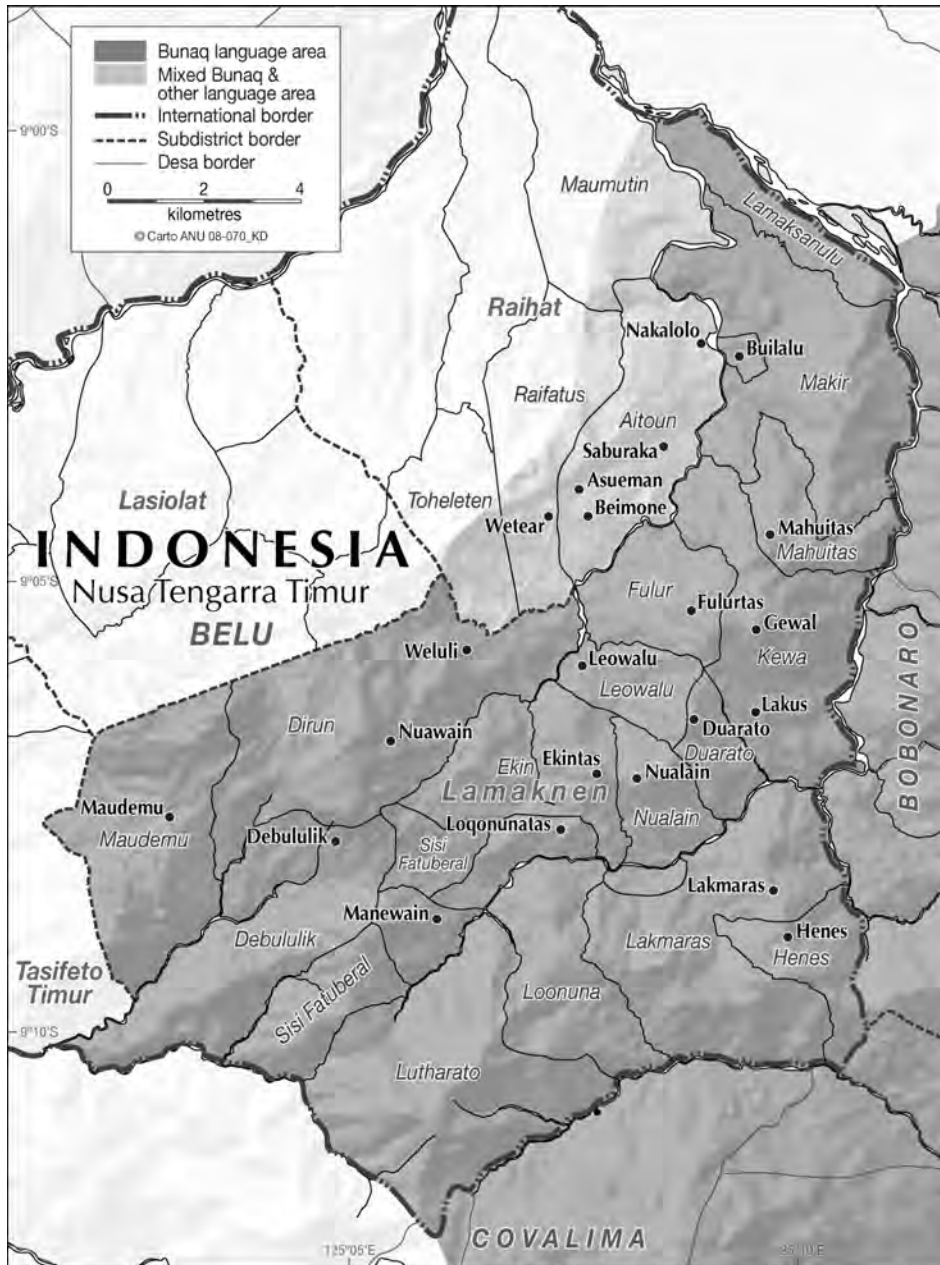 Bunaq language area
Mixed Bunaq &
other language area
International border
Subdistrict border
Desa border
0 2 4
kilometres
© Carto ANU 08-070_KD
9°00'S
Maumutin
Lamaksanulu
Raihat
Nakalolo
Builalu
Makir
Raifatus
Aitoun
Saburaka
Asueman
Lasiolat
Toheleten
Wetear
Beimone
Mahuitas
Mahuitas
INDONESIA
9°05'S
Nusa Tengarra Timur
Fulur
Fulurtas
BELU
Gewal
Kewa
BOBONARO
Weluli
Leowalu
Leowalu
Dirun
Lakus
Duarato
Duarato
Nuawain
Ekin
Ekintas
Nualain
Lamaknen
Maudemu
Maudemu
Nualain
Debululik
Sisi
Fatuberal
Loqonunatas
Lakmaras
Manewain
Debululik
Lakmaras
Henes
Henes
Tasifeto
Timur
Sisi Fatuberal
Loonuna
9°10'S
Lutharato
COVALIMA
125°05'E